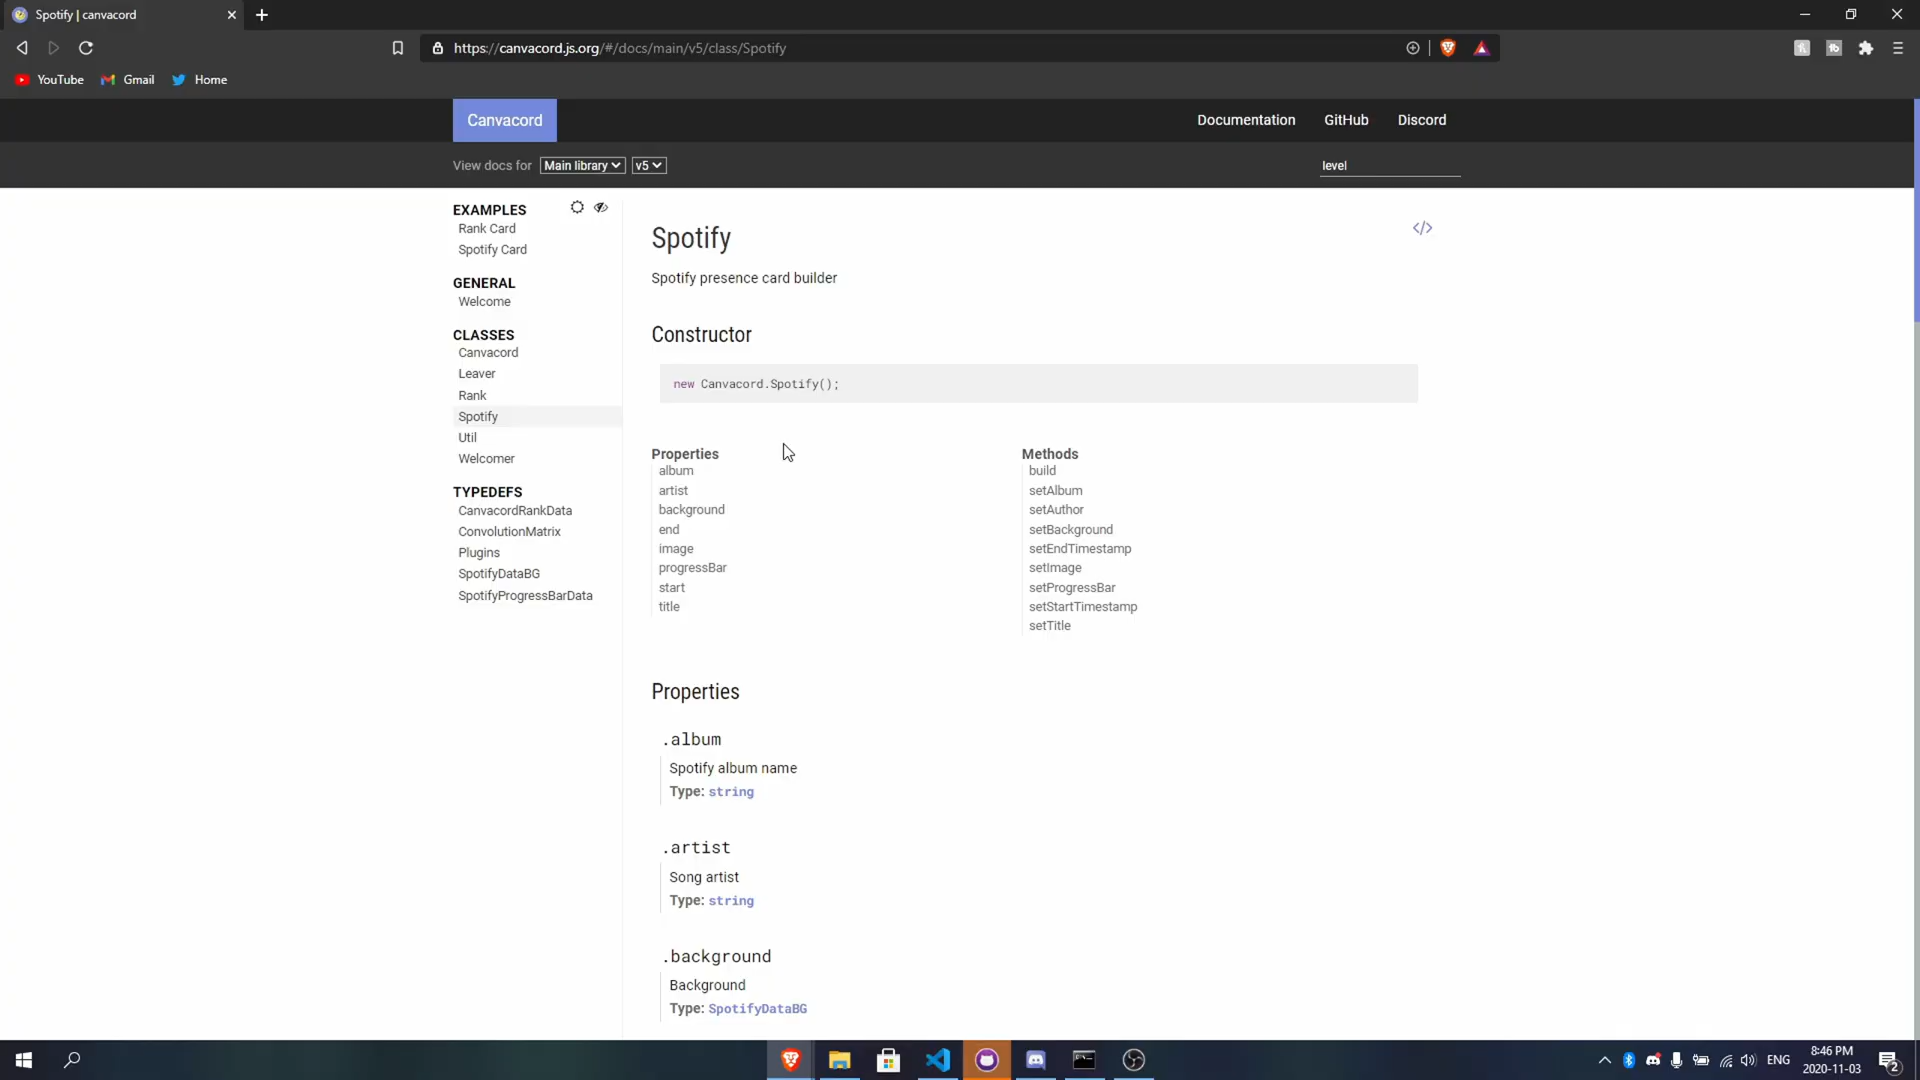 Spotify | canvacord
https://canvacord.js.org/#/docs/main/v5/class/Spotify
YouTube
Gmail
Home
Canvacord
Documentation
GitHub
Discord
View docs for
Main library
v5
level
EXAMPLES
Rank Card
Spotify Card
GENERAL
Welcome
CLASSES
Canvacord
Leaver
Rank
Spotify
Util
Welcomer
TYPEDEFS
CanvacordRankData
ConvolutionMatrix
Plugins
SpotifyDataBG
SpotifyProgressBarData
Spotify
</>
Spotify presence card builder
Constructor
new Canvacord.Spotify();
Properties
album
artist
background
end
image
progressBar
start
title
Methods
build
setAlbum
setAuthor
setBackground
setEndTimestamp
setImage
setProgressBar
setStartTimestamp
setTitle
Properties
.album
Spotify album name
Type: string
.artist
Song artist
Type: string
.background
Background
Type: SpotifyDataBG
ENG
8:46 PM
2020-11-03
2